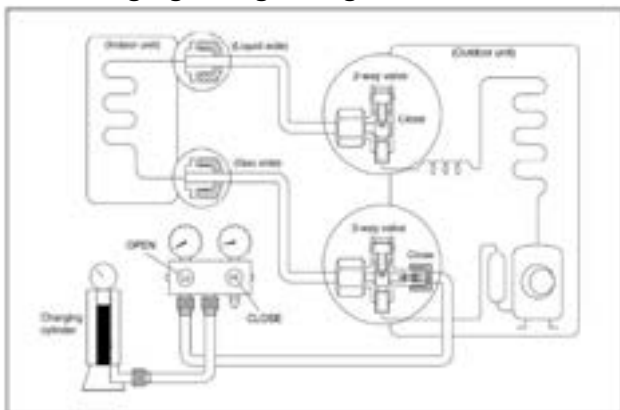 (Indoor unit)
(Liquid side)
(Outdoor unit)
2-way valve
Close
(Gas side)
3-way valve
Close
OPEN
CLOSE
Charging
cylinder